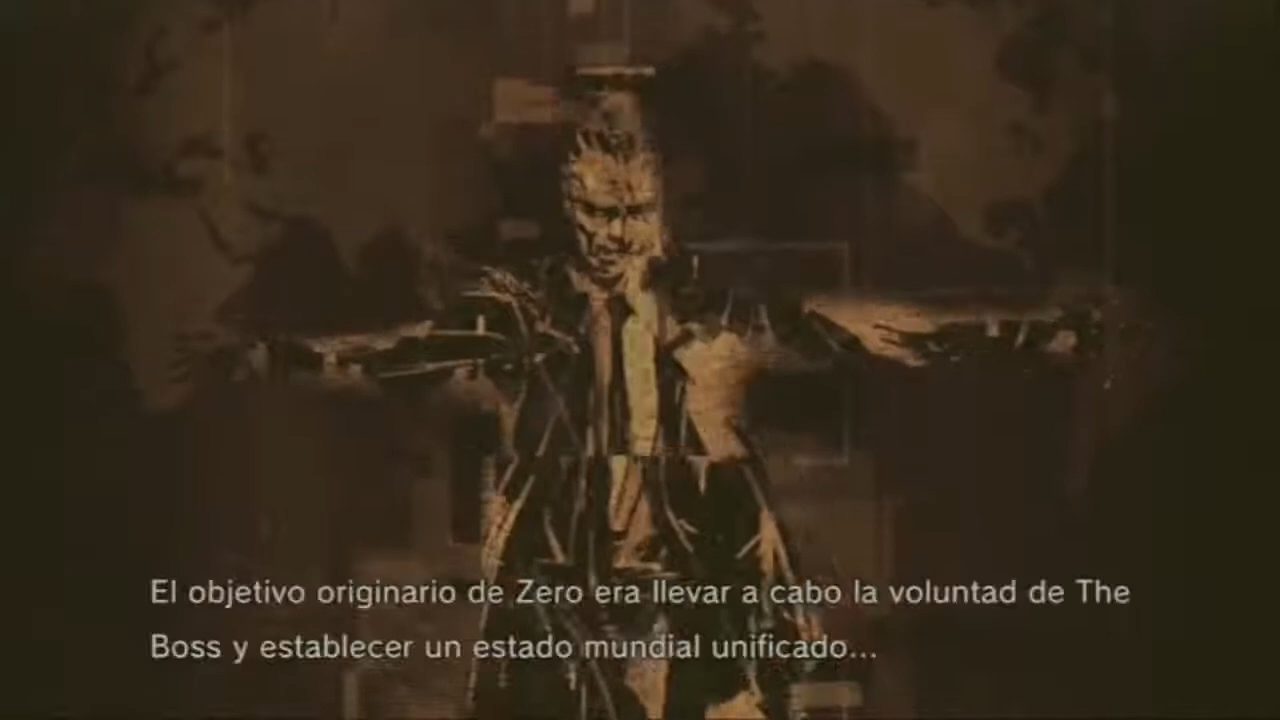 El objetivo originario de Zero era llevar a cabo la voluntad de The
Boss y establecer un estado mundial unificado...